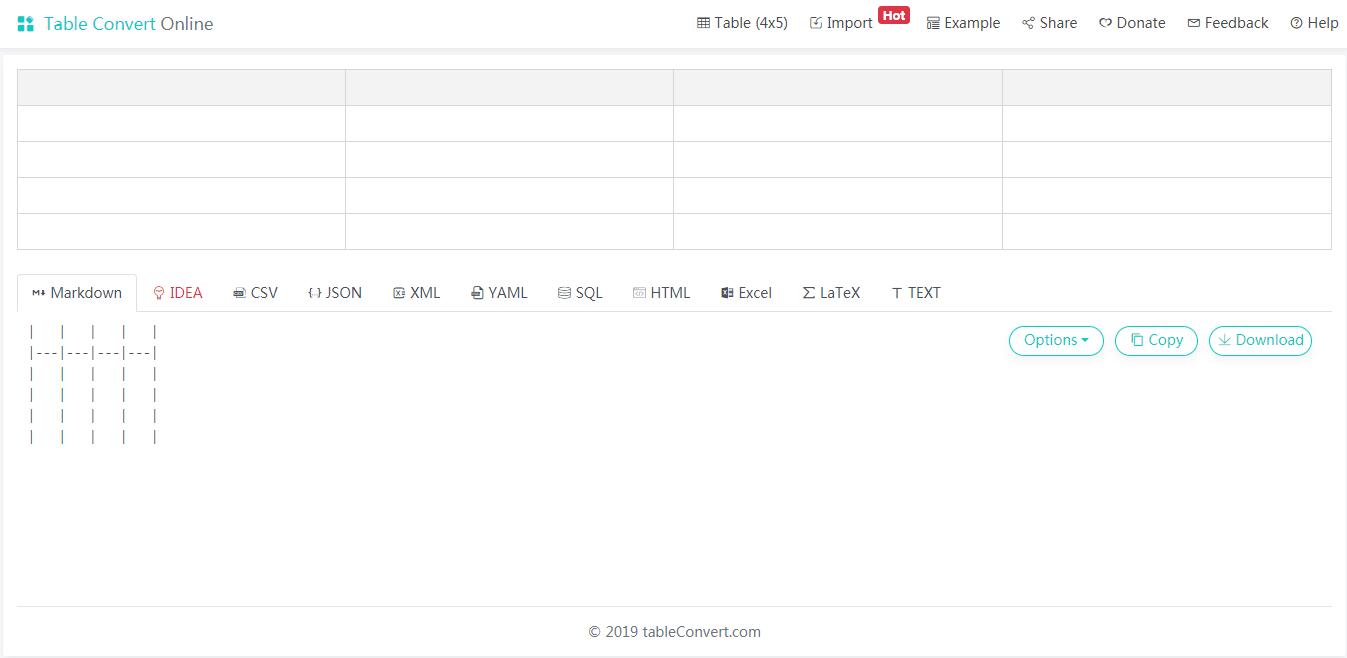 Table Convert Online
Table (4x5) Import Hot Example Share Donate Feedback Help
M↓ Markdown IDEA CSV {..} JSON XML YAML SQL HTML Excel LaTeX T TEXT
|   |   |   |   |
|---|---|---|---|
|   |   |   |   |
|   |   |   |   |
|   |   |   |   |
|   |   |   |   |
Options Copy Download
© 2019 tableConvert.com